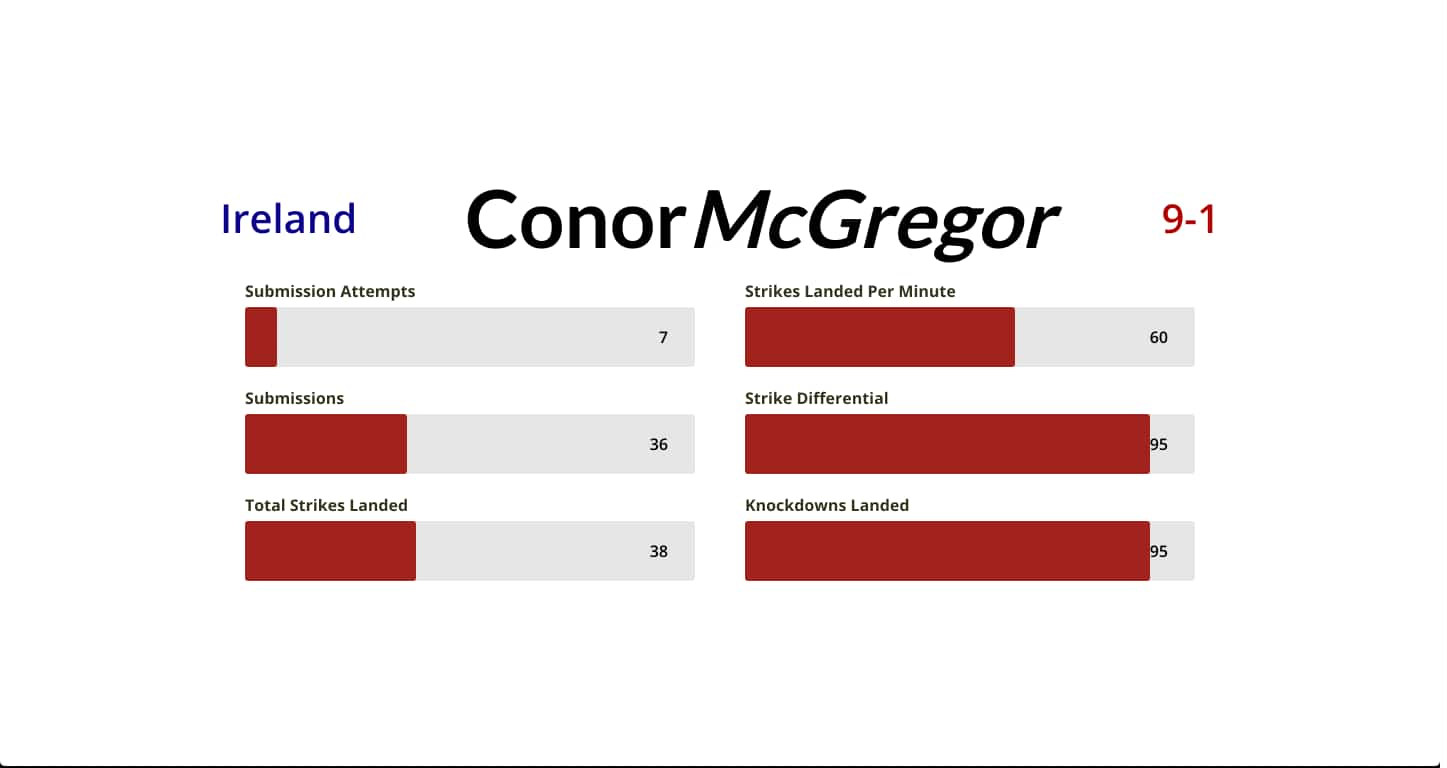 Ireland
Conor McGregor
9-1
Submission Attempts
7
Strikes Landed Per Minute
60
Submissions
36
Strike Differential
95
Total Strikes Landed
38
Knockdowns Landed
95